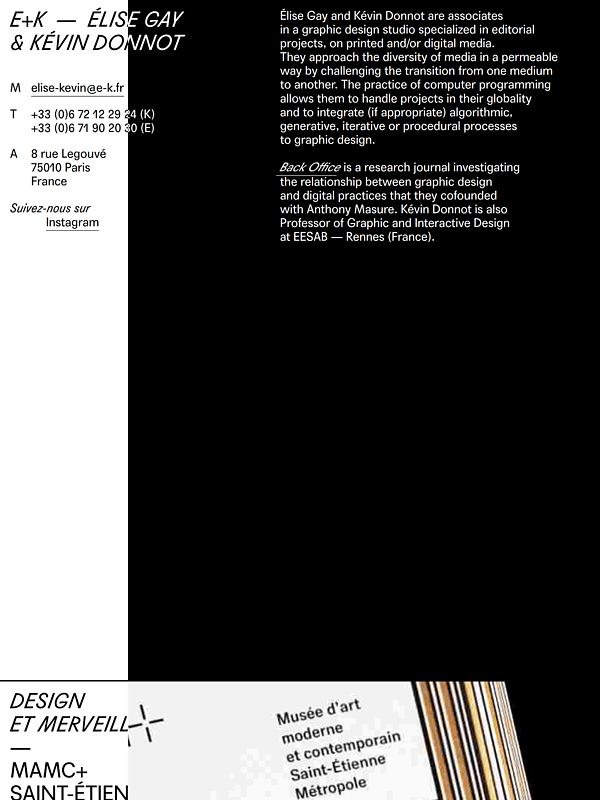 E+K — ÉLISE GAY
& KÉVIN DONNOT
M elise-kevin@e-k.fr
T +33 (0)6 72 12 29 24 (K)
+33 (0)6 71 90 20 30 (E)
A 8 rue Legouvé
75010 Paris
France
Suivez-nous sur
Instagram
Élise Gay and Kévin Donnot are associates
in a graphic design studio specialized in editorial
projects, on printed and/or digital media.
They approach the diversity of media in a permeable
way by challenging the transition from one medium
to another. The practice of computer programming
allows them to handle projects in their globality
and to integrate (if appropriate) algorithmic,
generative, iterative or procedural processes
to graphic design.
Back Office is a research journal investigating
the relationship between graphic design
and digital practices that they cofounded
with Anthony Masure. Kévin Donnot is also
Professor of Graphic and Interactive Design
at EESAB — Rennes (France).
DESIGN
ET MERVEILL
—
MAMC+
SAINT-ÉTIEN
Musée d'art
moderne
et contemporain
Saint-Étienne
Métropole